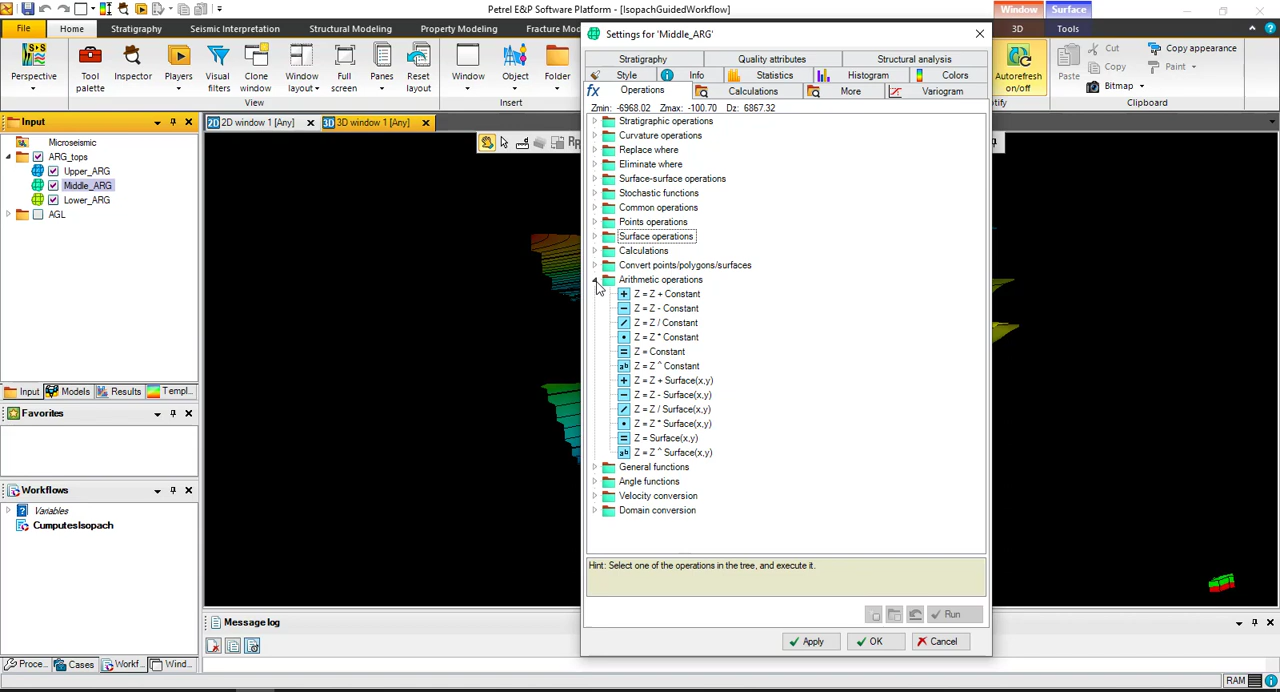 Petrel E&P Software Platform - [IsopachGuidedWorkflow]
Window
Surface
File
Home
Stratigraphy
Seismic Interpretation
Structural Modeling
Property Modeling
Fracture Mo
3D
Tools
Perspective
Tool palette
Inspector
Players
Visual filters
Clone window
Window layout
Full screen
Panes
Reset layout
Window
Object
Folder
View
Insert
Autorefresh on/off
Paste
Cut
Copy
Bitmap
Copy appearance
Paint
Clipboard
Input
Microseismic
ARG_tops
Upper_ARG
Middle_ARG
Lower_ARG
AGL
Input
Models
Results
Templ...
Favorites
Workflows
Variables
CumputesIsopach
Proce...
Cases
Workf...
Wind...
2D window 1 [Any]
3D window 1 [Any]
Settings for 'Middle_ARG'
Stratigraphy
Quality attributes
Structural analysis
Style
Info
Statistics
Histogram
Colors
Operations
Calculations
More
Variogram
Zmin: -6968.02 Zmax: -100.70 Dz: 6867.32
Stratigraphic operations
Curvature operations
Replace where
Eliminate where
Surface-surface operations
Stochastic functions
Common operations
Points operations
Surface operations
Calculations
Convert points/polygons/surfaces
Arithmetic operations
Z = Z + Constant
Z = Z - Constant
Z = Z / Constant
Z = Z * Constant
Z = Constant
Z = Z ^ Constant
Z = Z + Surface(x,y)
Z = Z - Surface(x,y)
Z = Z / Surface(x,y)
Z = Z * Surface(x,y)
Z = Surface(x,y)
Z = Z ^ Surface(x,y)
General functions
Angle functions
Velocity conversion
Domain conversion
Hint: Select one of the operations in the tree, and execute it.
Run
Apply
OK
Cancel
Message log
RAM